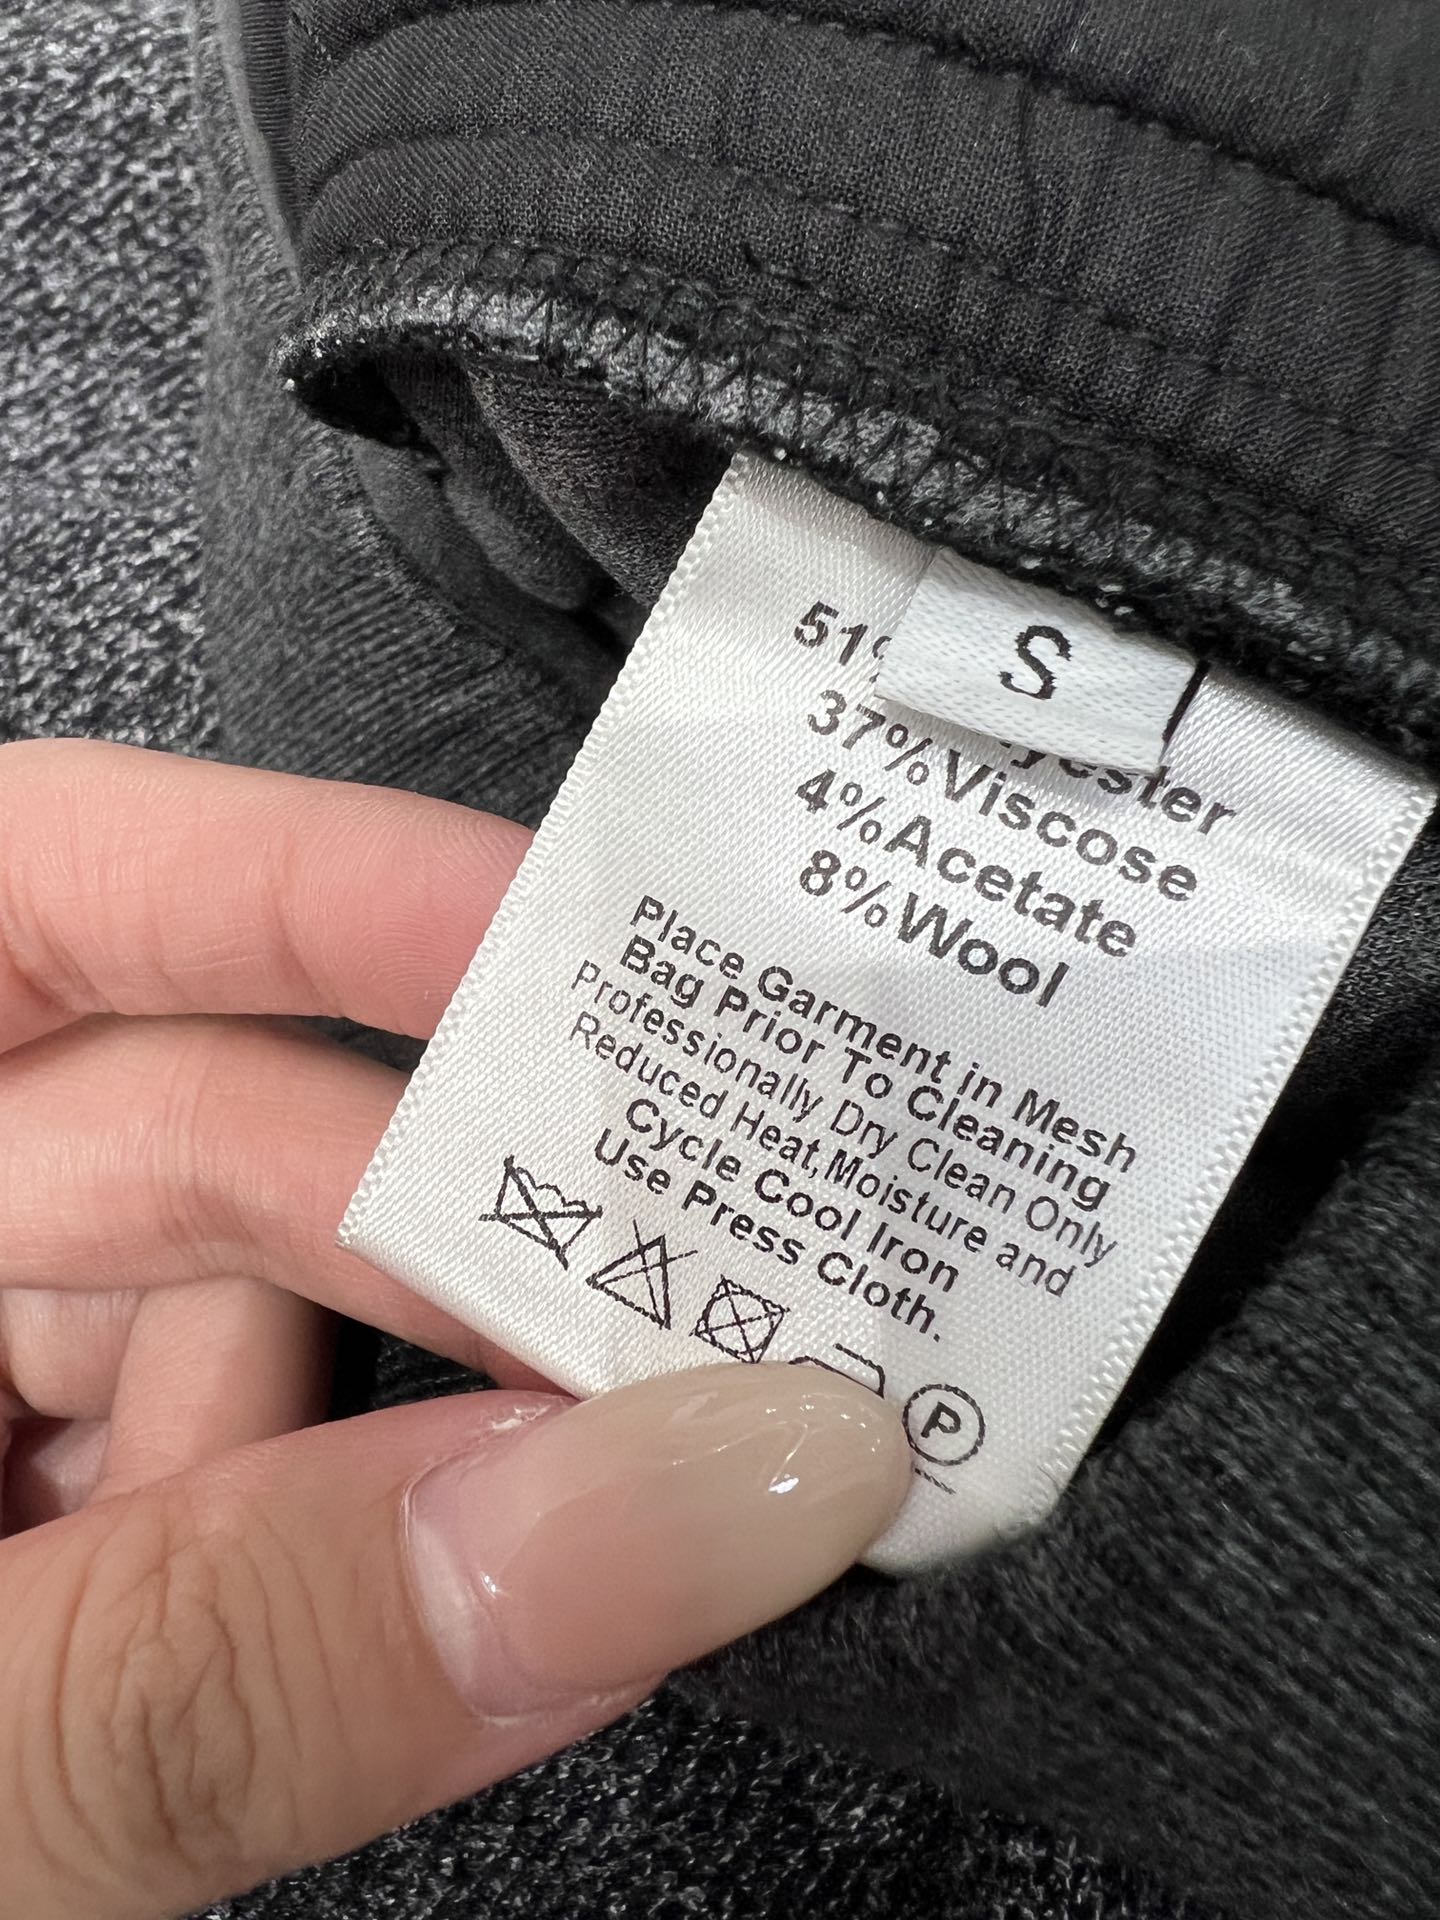 S
51%
37%Viscose
4%Acetate
8%Wool
Place Garment in Mesh
Bag Prior To Cleaning
Professionally Dry Clean Only
Reduced Heat,Moisture and
Cycle Cool Iron
Use Press Cloth.
P